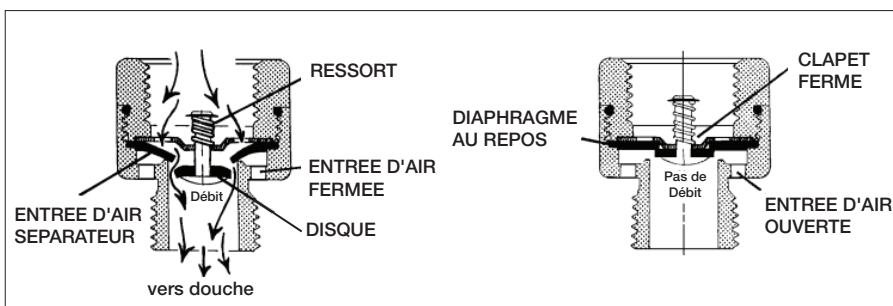 RESSORT
ENTREE D'AIR
FERMEE
Débit
ENTREE D'AIR
SEPARATEUR
DISQUE
vers douche
CLAPET
FERME
DIAPHRAGME
AU REPOS
Pas de
Débit
ENTREE D'AIR
OUVERTE